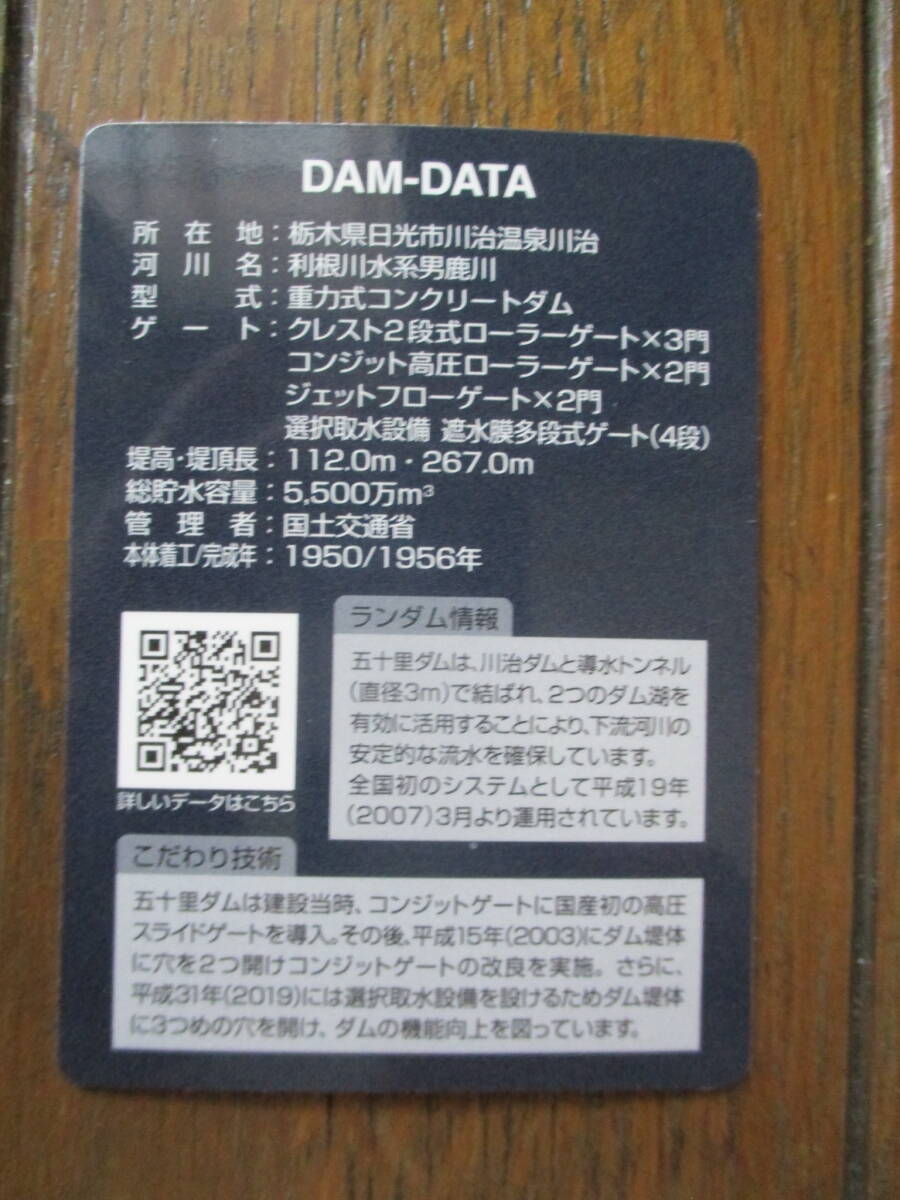 DAM-DATA
所在地:栃木県日光市川治温泉川治
河川名:利根川水系男鹿川
型式:重力式コンクリートダム
ゲート:クレスト2段式ローラーゲート×3門
コンジット高圧ローラーゲート×2門
ジェットフローゲート×2門
選択取水設備 遮水膜多段式ゲート(4段)
堤高・堤頂長:112.0m・267.0m
総貯水容量:5,500万m³
管理者:国土交通省
本体着工/完成年:1950/1956年
詳しいデータはこちら
ランダム情報
五十里ダムは、川治ダムと導水トンネル
(直径3m)で結ばれ、2つのダム湖を
有効に活用することにより、下流河川の
安定的な流水を確保しています。
全国初のシステムとして平成19年
(2007)3月より運用されています。
こだわり技術
五十里ダムは建設当時、コンジットゲートに国産初の高圧
スライドゲートを導入。その後、平成15年(2003)にダム堤体
に穴を2つ開けコンジットゲートの改良を実施。さらに、
平成31年(2019)には選択取水設備を設けるためダム堤体
に3つめの穴を開け、ダムの機能向上を図っています。